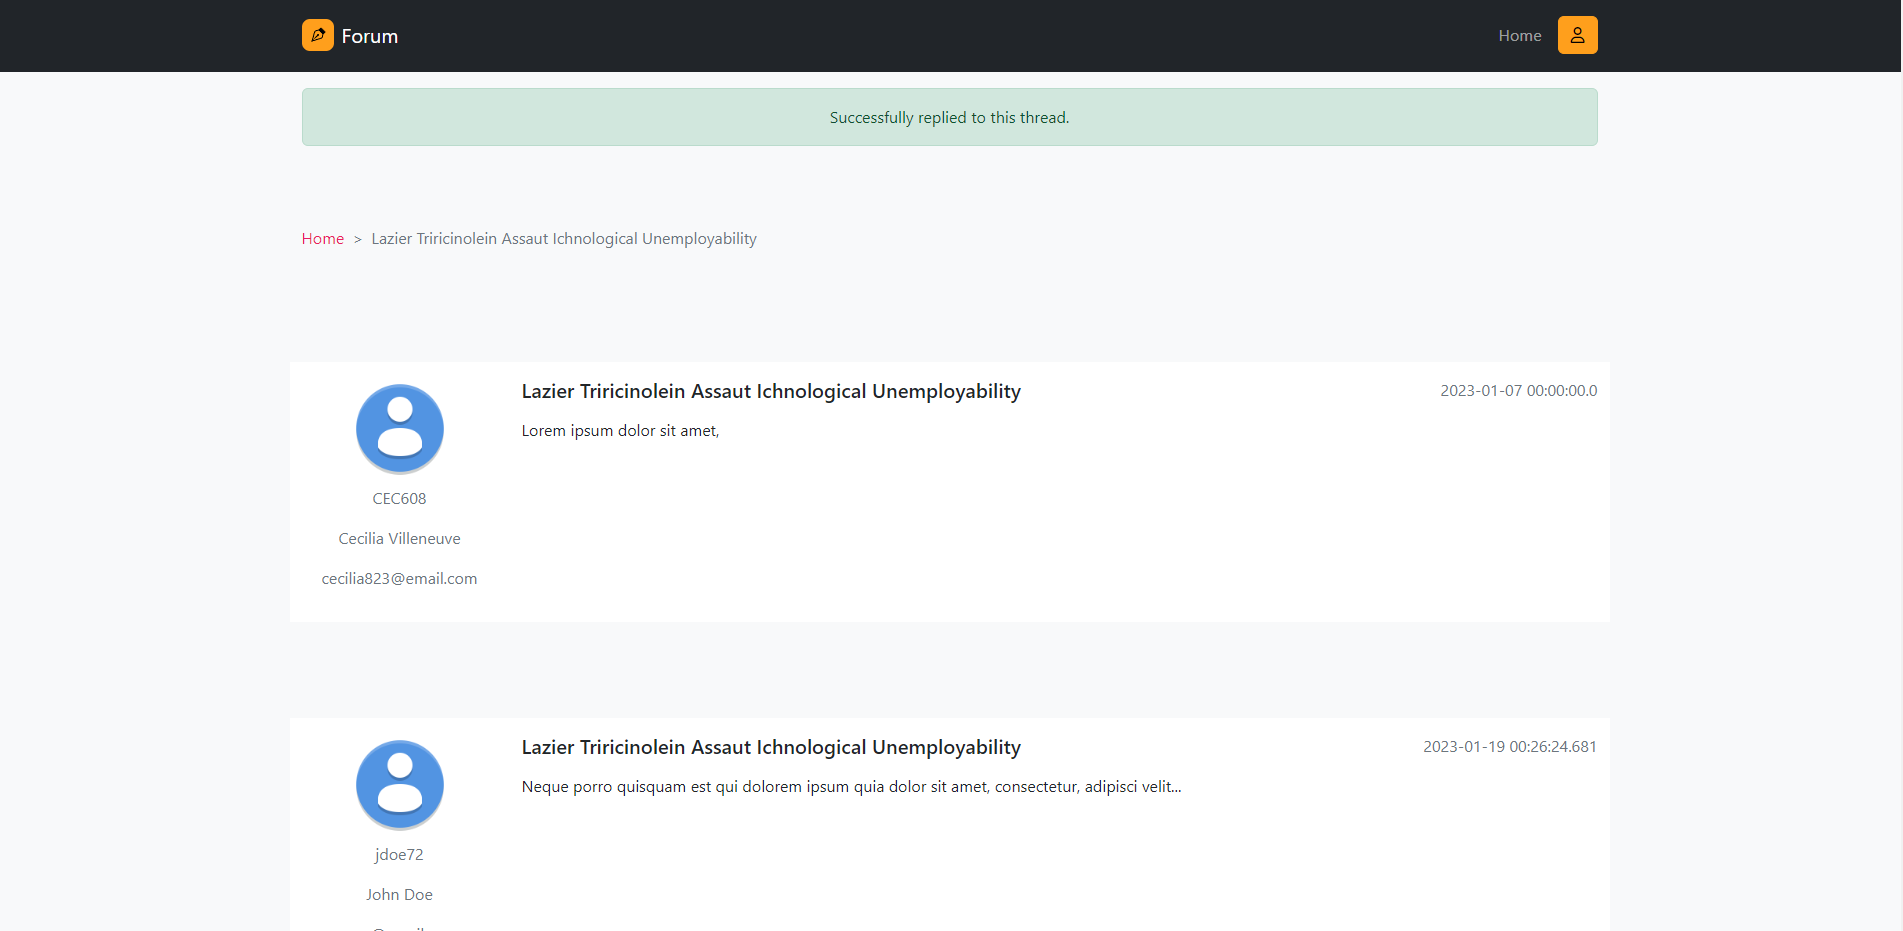 Forum
Home
Successfully replied to this thread.
Home > Lazier Triricinolein Assaut Ichnological Unemployability
Lazier Triricinolein Assaut Ichnological Unemployability
2023-01-07 00:00:00.0
Lorem ipsum dolor sit amet,
CEC608
Cecilia Villeneuve
cecilia823@email.com
Lazier Triricinolein Assaut Ichnological Unemployability
2023-01-19 00:26:24.681
Neque porro quisquam est qui dolorem ipsum quia dolor sit amet, consectetur, adipisci velit...
jdoe72
John Doe